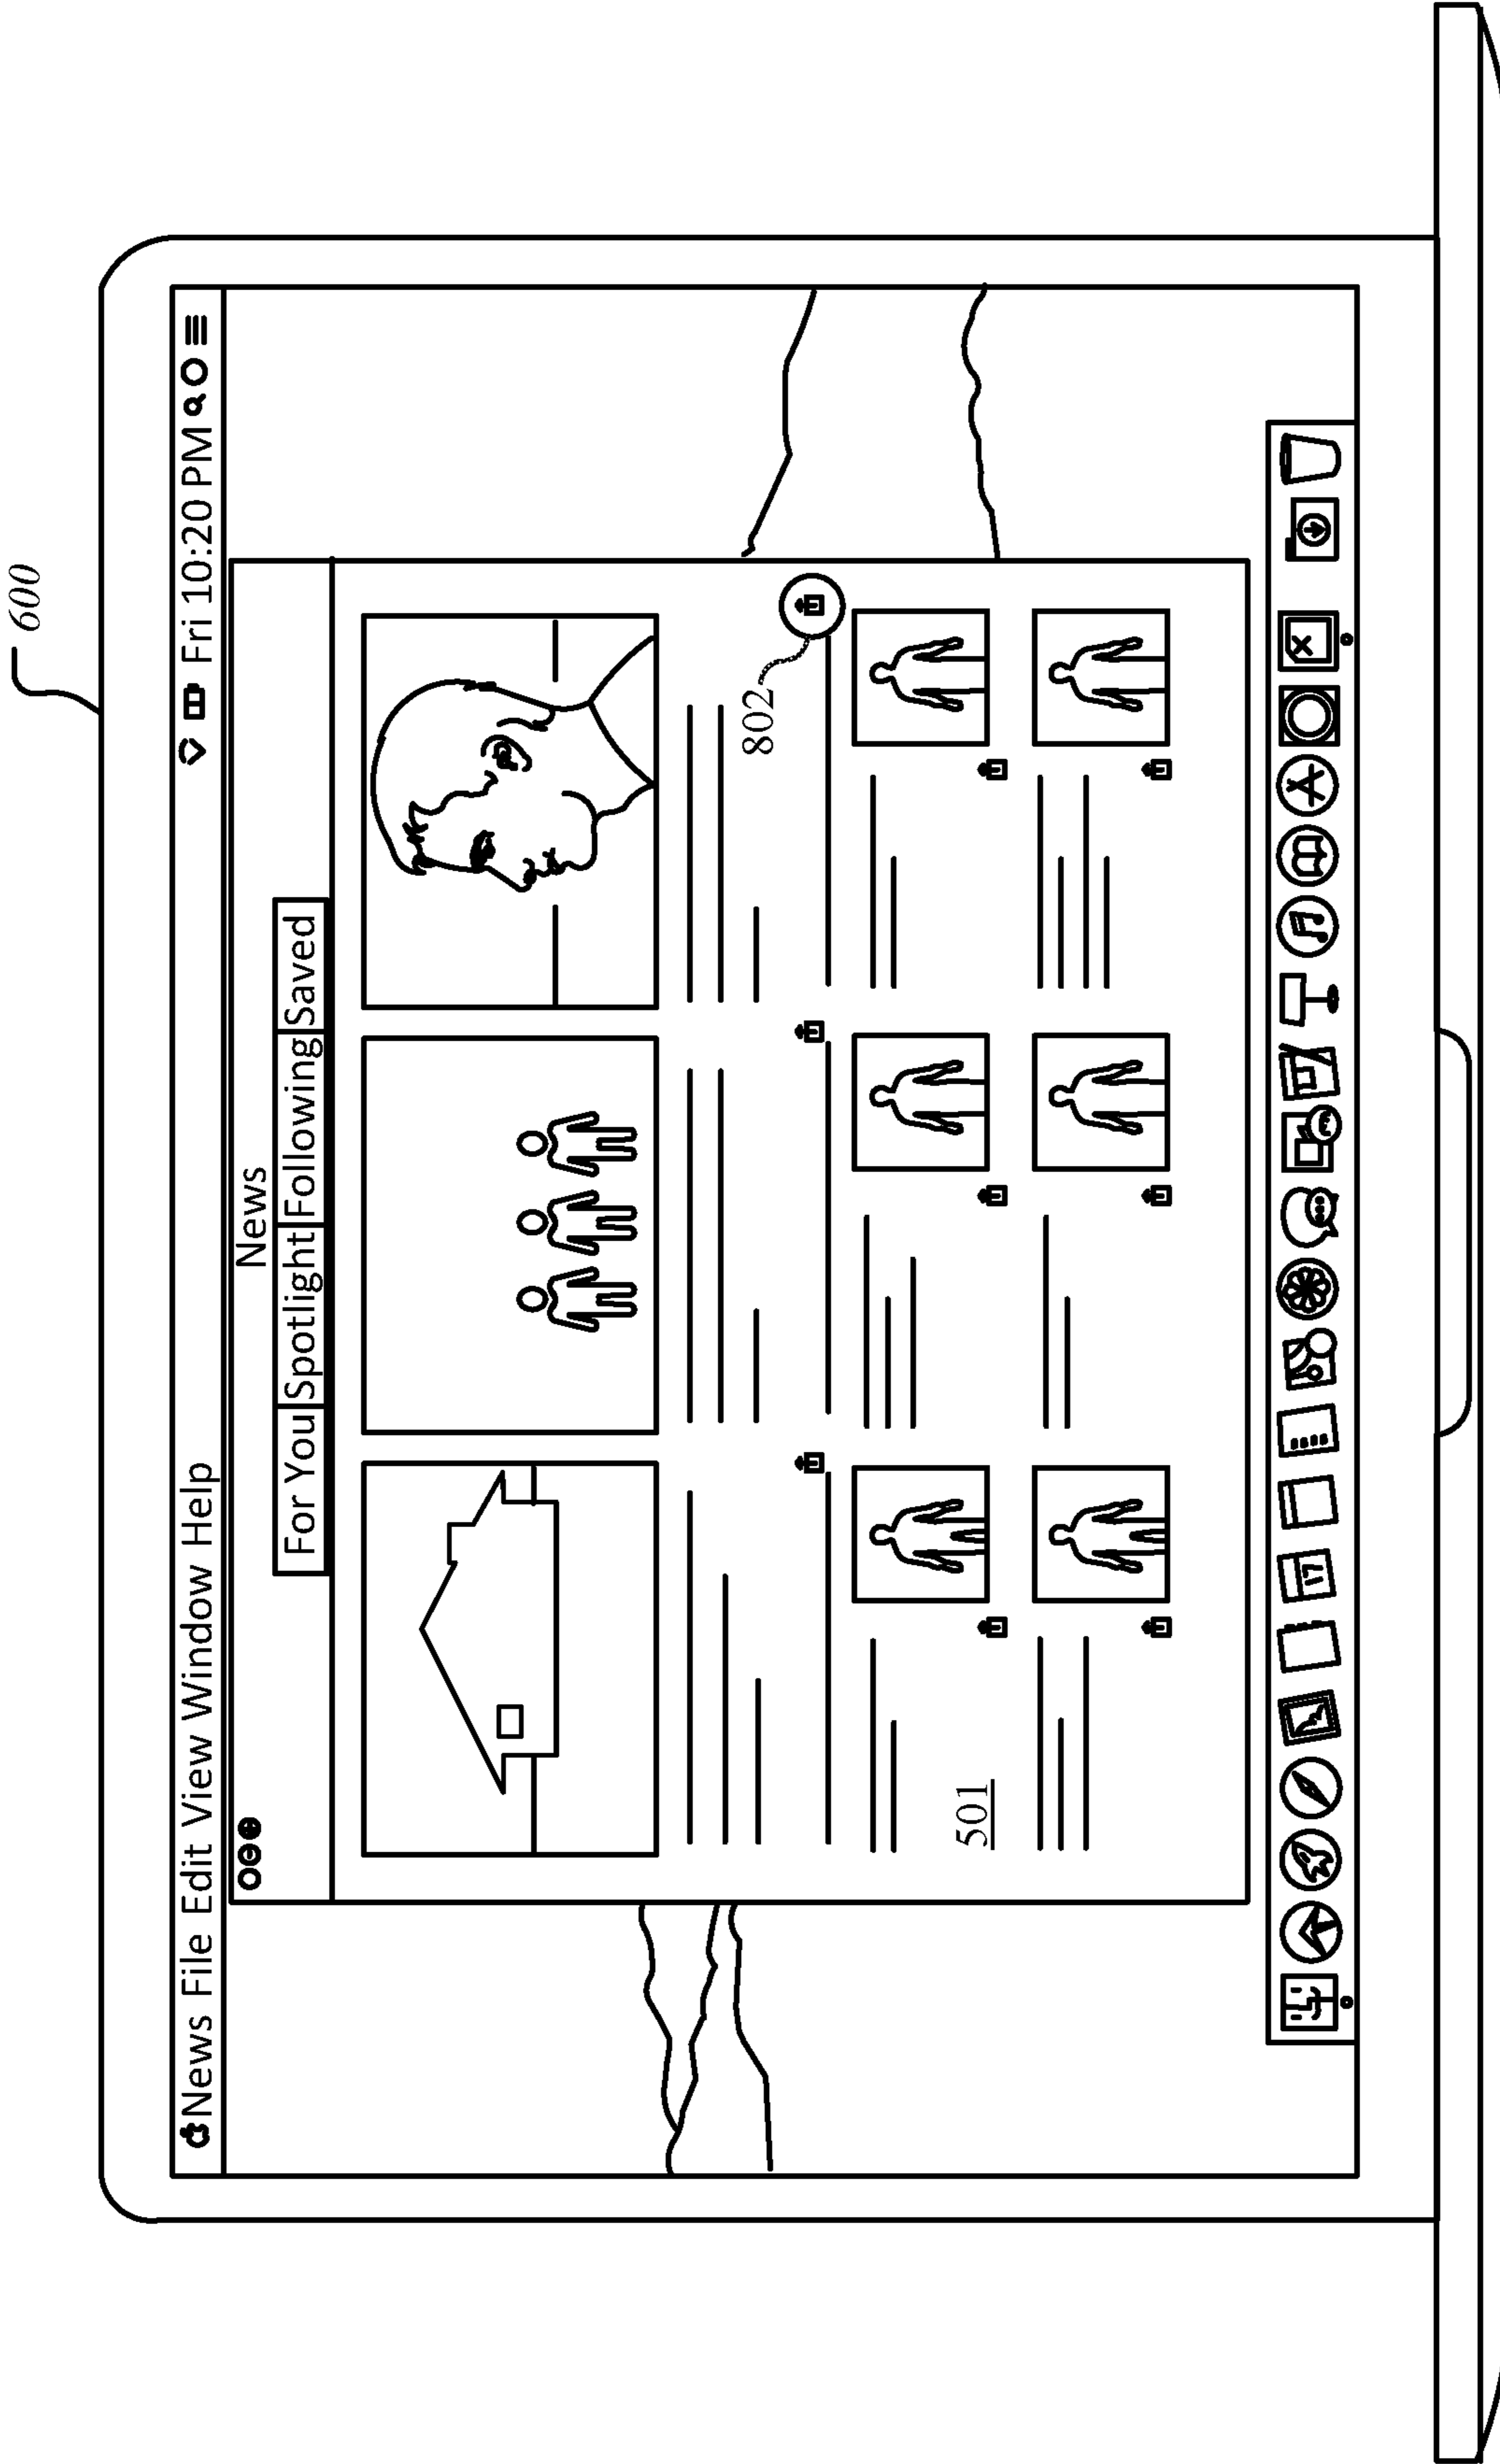 600
News File Edit View Window Help Fri 10:20 PM
News
For You Spotlight Following Saved
802
501
17